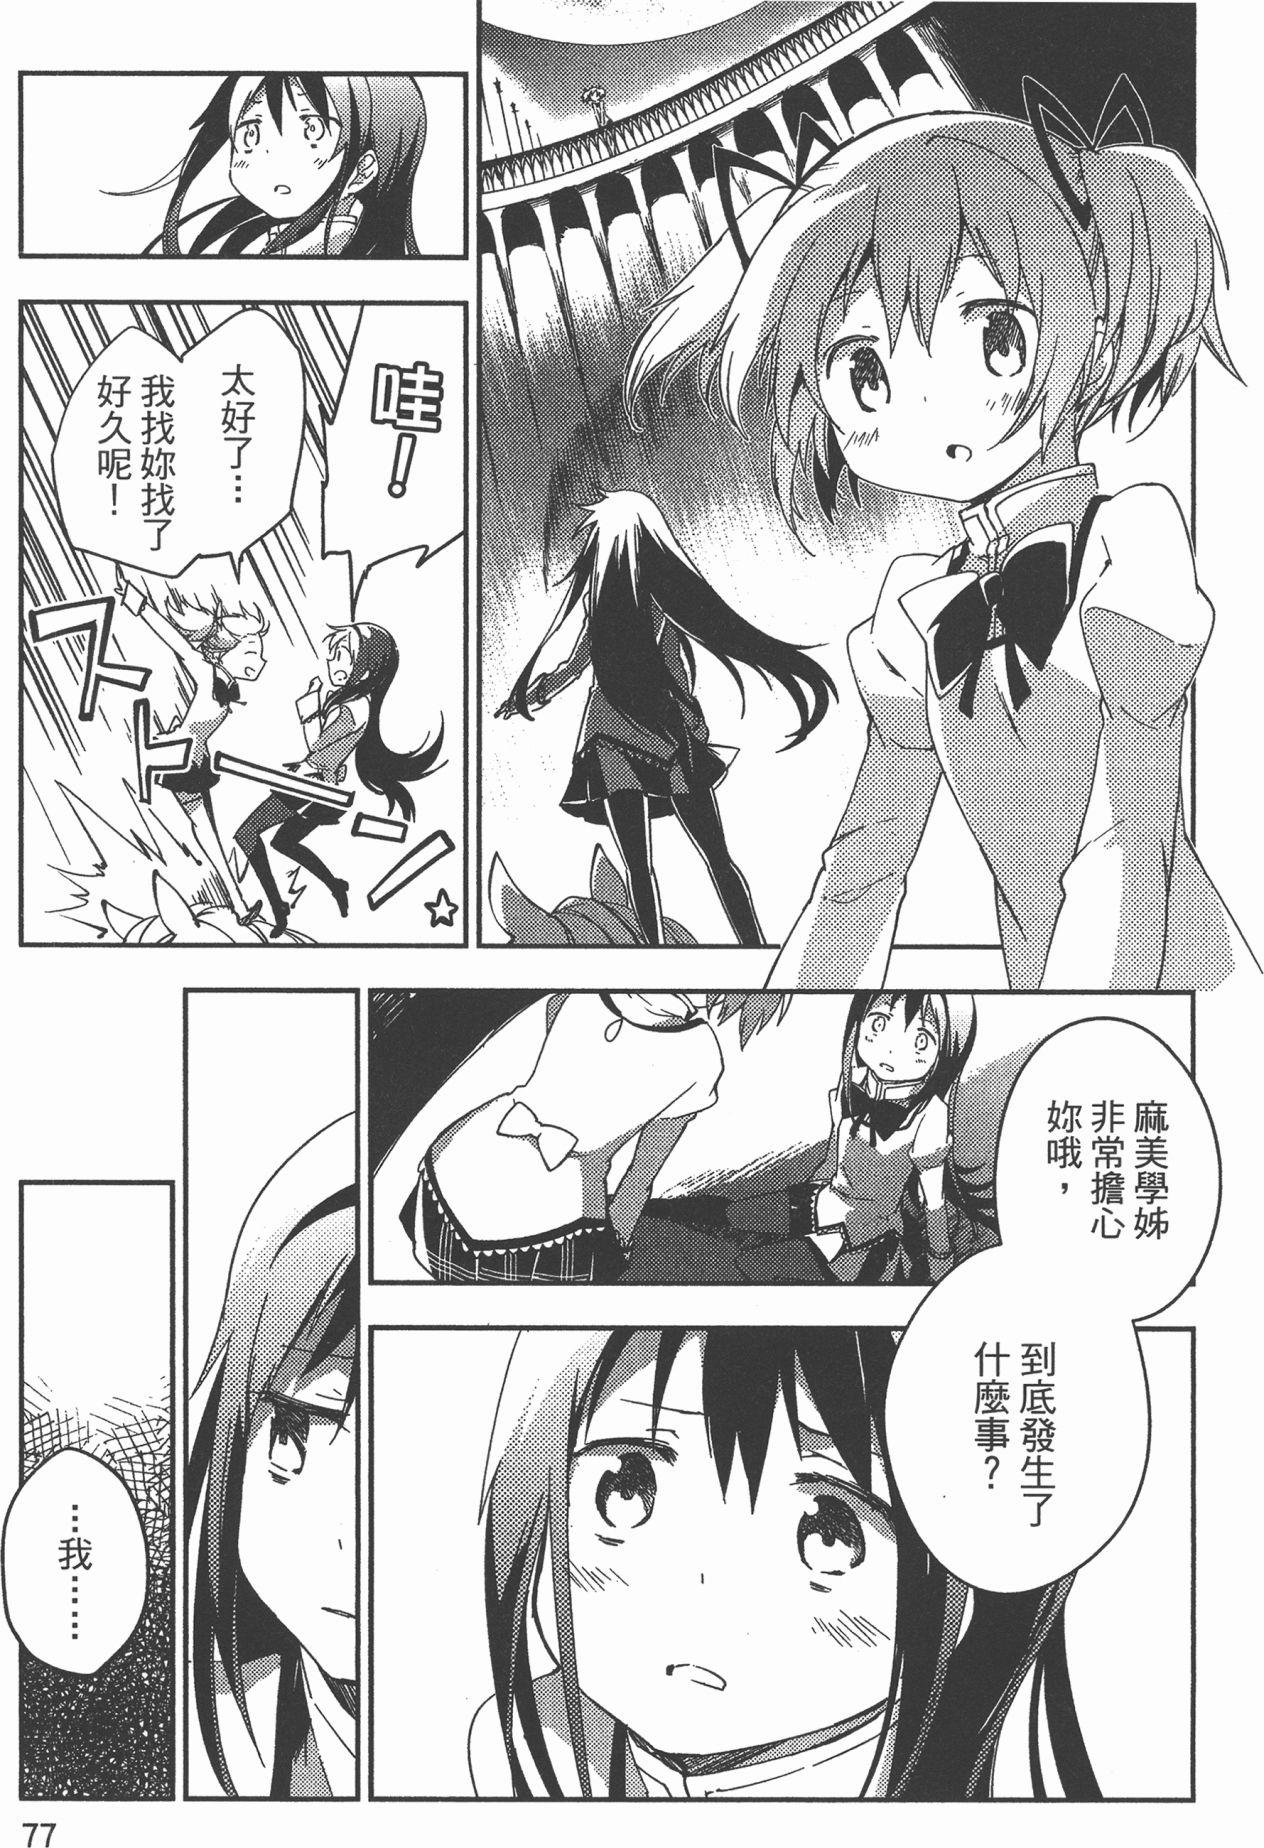 哇！
太好了…
我找妳找了
好久呢！
ストーン
☆
麻美學姊
非常擔心
妳哦，
到底發生了
什麼事？
…我……
77